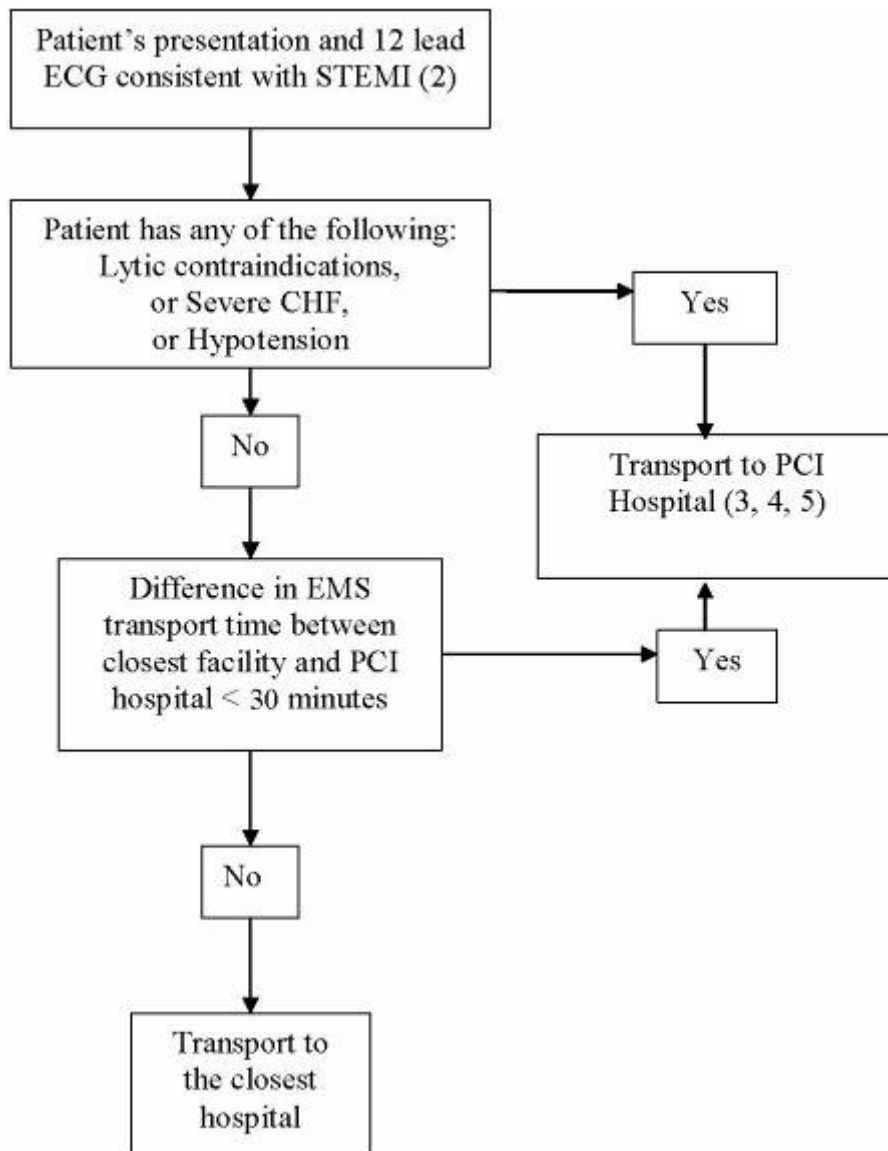 Patient’s presentation and 12 lead
ECG consistent with STEMI (2)
Patient has any of the following:
Lytic contraindications,
or Severe CHF,
or Hypotension
Yes
No
Transport to PCI
Hospital (3, 4, 5)
Difference in EMS
transport time between
closest facility and PCI
hospital < 30 minutes
Yes
No
Transport to
the closest
hospital